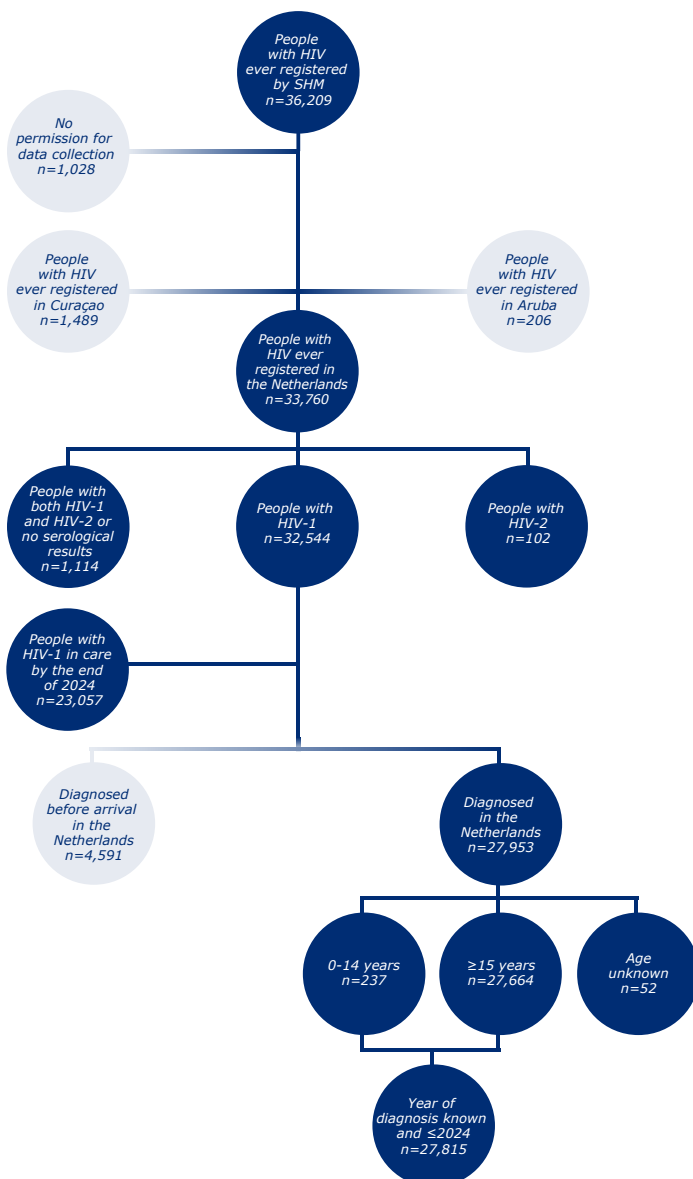 People
with HIV
ever registered
by SHM
n=36,209
No
permission for
data collection
n=1,028
People
with HIV
ever registered
in Curaçao
n=1,489
People
with HIV
ever registered
in Aruba
n=206
People with
HIV ever
registered in
the Netherlands
n=33,760
People with
both HIV-1
and HIV-2 or
no serological
results
n=1,114
People with
HIV-1
n=32,544
People with
HIV-2
n=102
People with
HIV-1 in care
by the end
of 2024
n=23,057
Diagnosed
before arrival
in the
Netherlands
n=4,591
Diagnosed
in the
Netherlands
n=27,953
0-14 years
n=237
≥15 years
n=27,664
Age
unknown
n=52
Year of
diagnosis known
and ≤2024
n=27,815